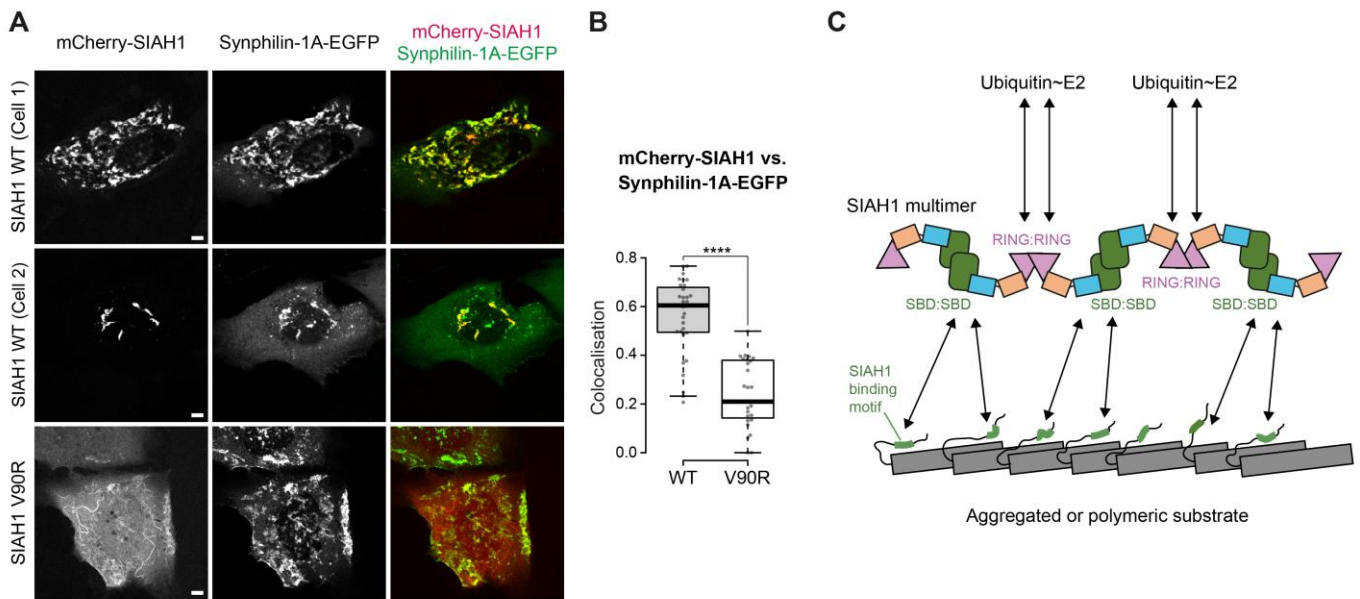 A
mCherry-SIAH1
Synphilin-1A-EGFP
mCherry-SIAH1
Synphilin-1A-EGFP
SIAH1 WT (Cell 1)
SIAH1 WT (Cell 2)
SIAH1 V90R
B
mCherry-SIAH1 vs.
Synphilin-1A-EGFP
****
Colocalisation
0.8
0.6
0.4
0.2
0.0
WT
V90R
C
Ubiquitin~E2
Ubiquitin~E2
SIAH1 multimer
RING:RING
RING:RING
SBD:SBD
SBD:SBD
SBD:SBD
SIAH1
binding
motif
Aggregated or polymeric substrate